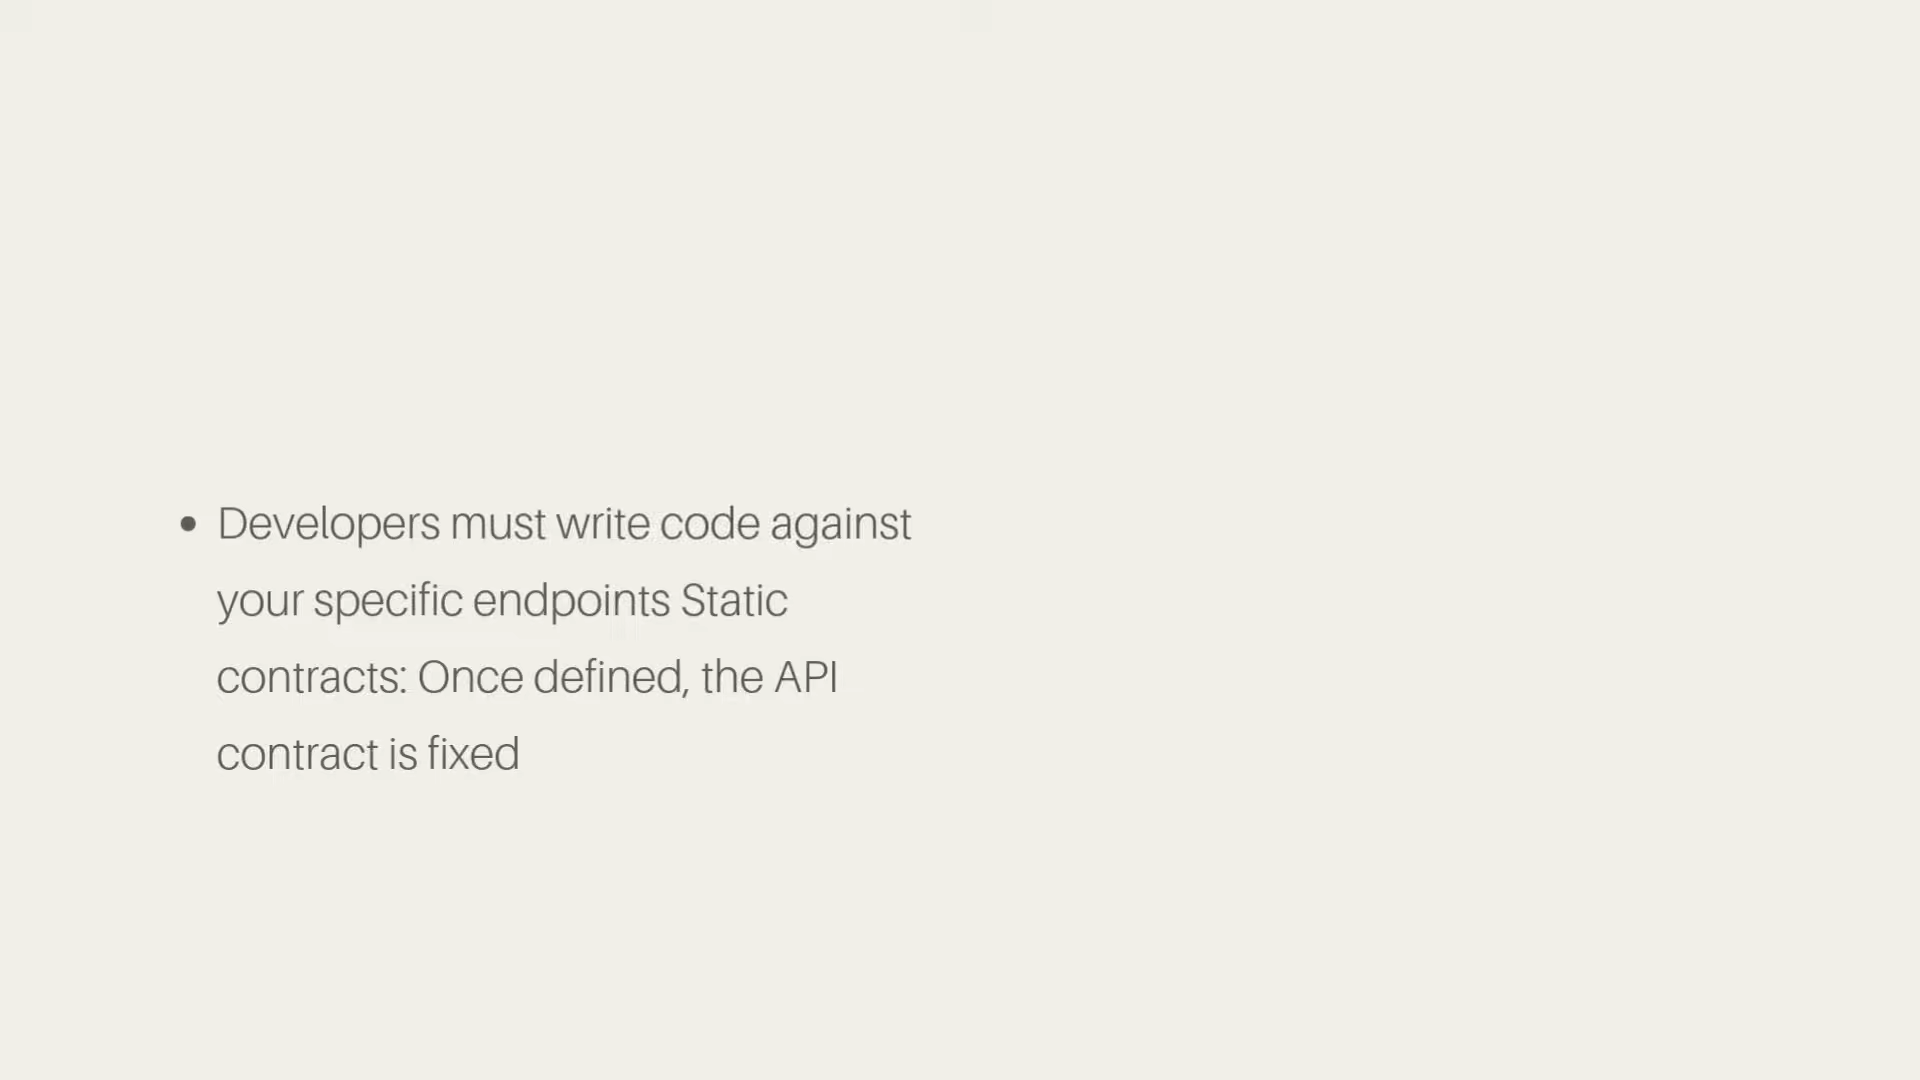 • Developers must write code against
your specific endpoints Static
contracts: Once defined, the API
contract is fixed